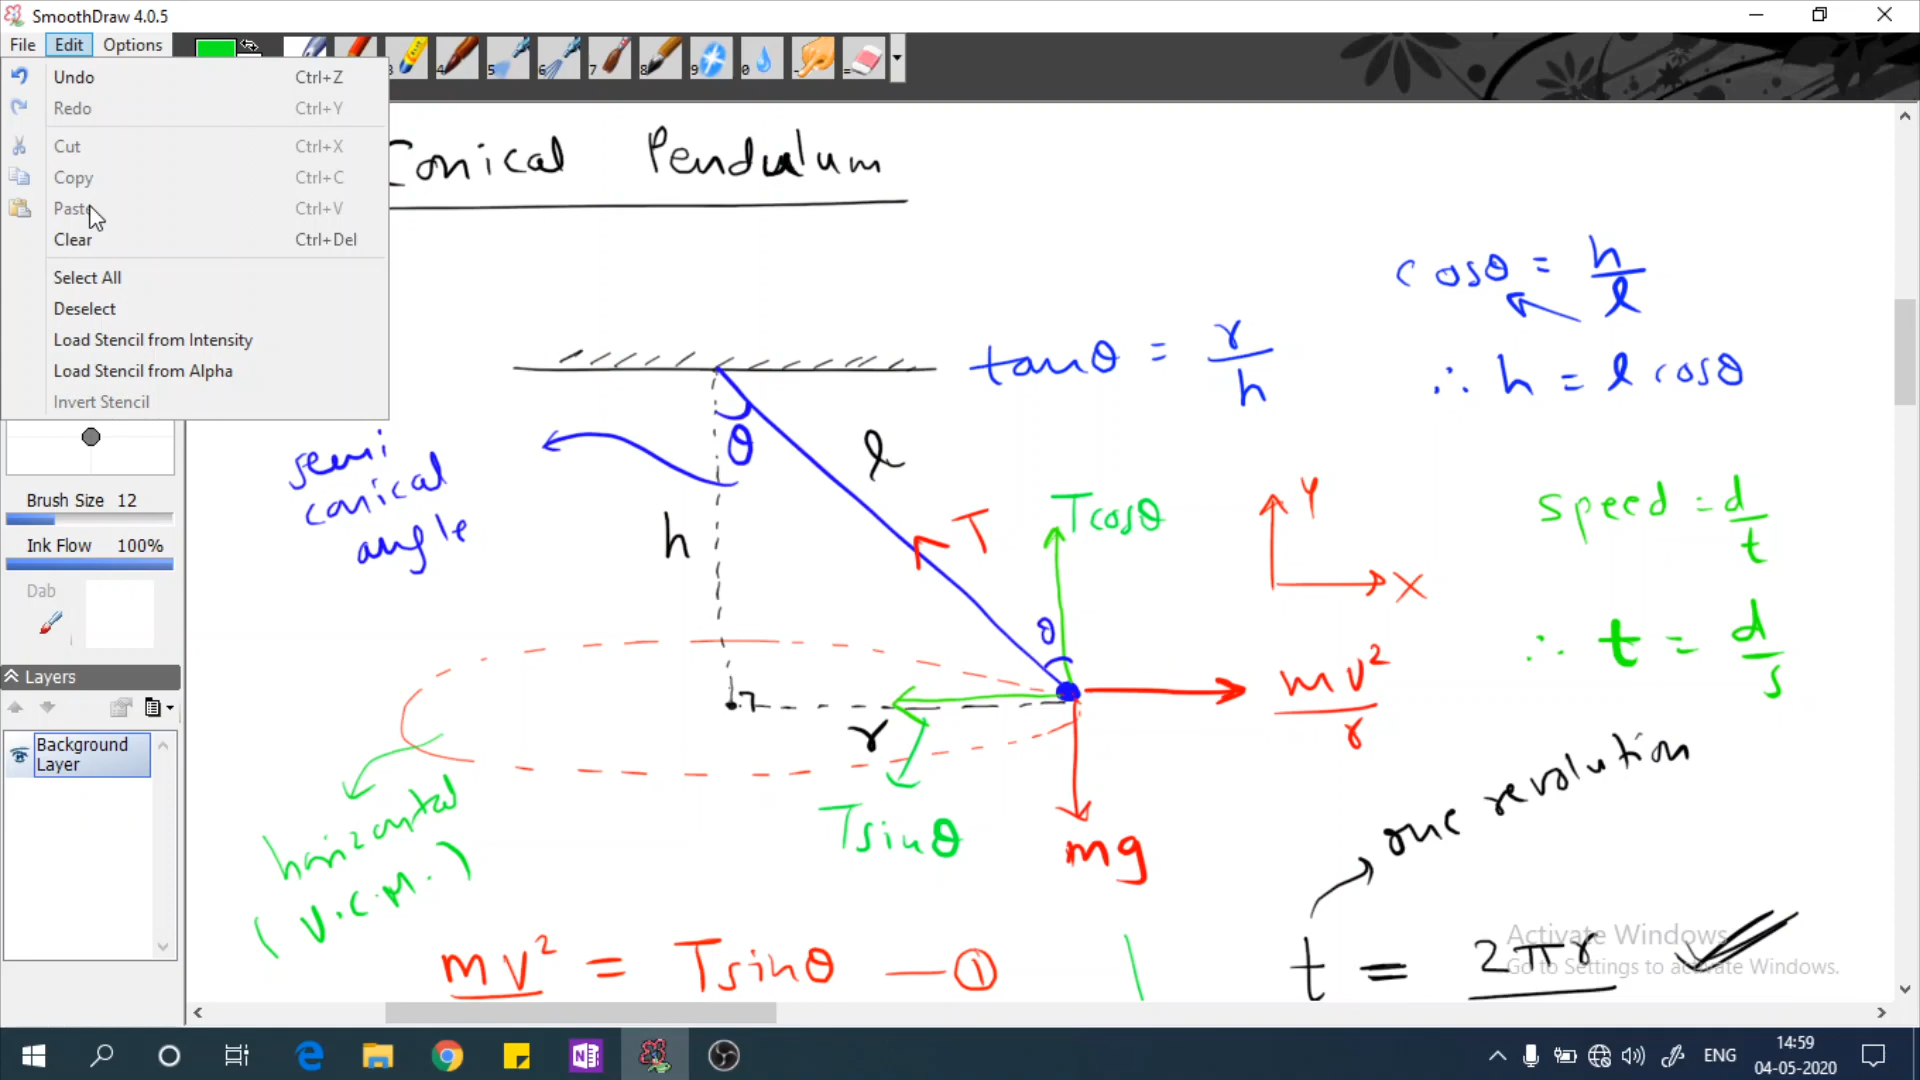 SmoothDraw 4.0.5
File Edit Options
Undo Ctrl+Z
Redo Ctrl+Y
Cut Ctrl+X
Copy Ctrl+C
Paste Ctrl+V
Clear Ctrl+Del
Select All
Deselect
Load Stencil from Intensity
Load Stencil from Alpha
Invert Stencil
Brush Size 12
Ink Flow 100%
Dab
Layers
Background
Layer
Conical Pendulum
cosθ = h/l
tanθ = r/h
∴ h = l cosθ
semi
conical
angle
θ
l
h
T
Tcosθ
θ
Y
X
speed = d/t
∴ t = d/s
mv²/r
r
Tsinθ
mg
horizontal
(U.C.M.)
one revolution
mv² = Tsinθ — ①
t = 2πr
Activate Windows
Go to Settings to activate Windows.
ENG
14:59
04-05-2020